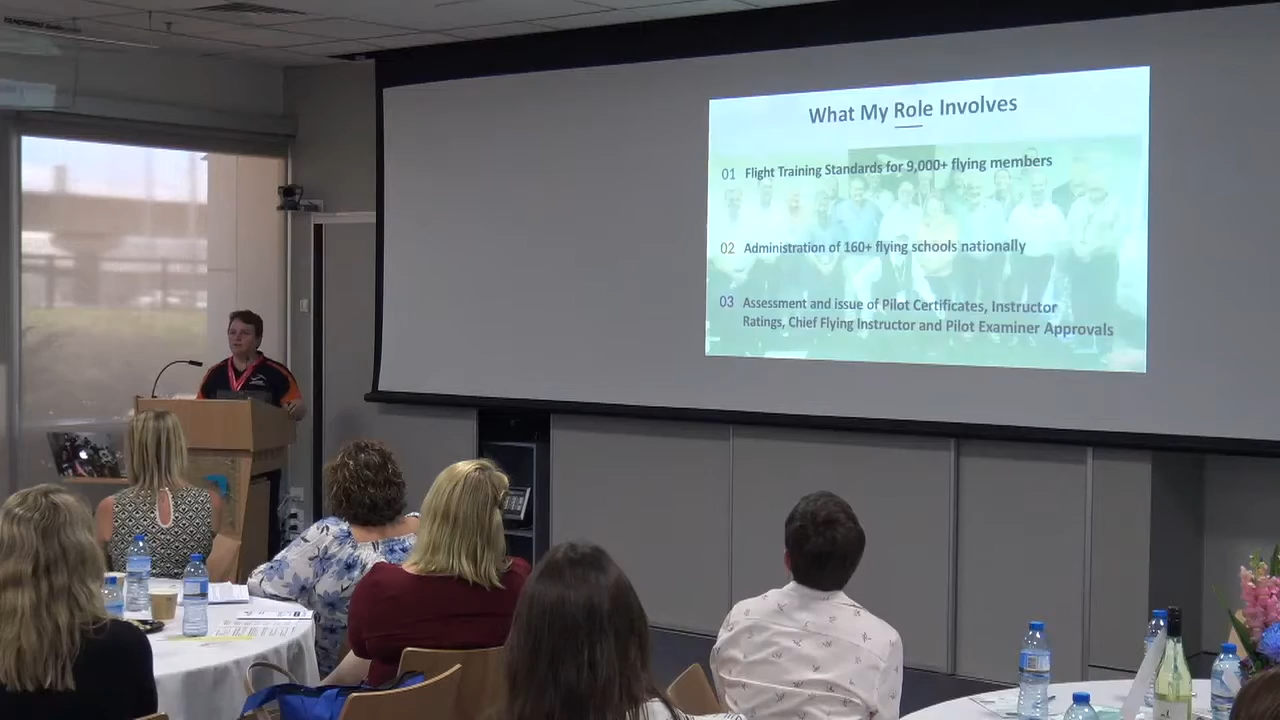 What My Role Involves
01 Flight Training Standards for 9,000+ flying members
02 Administration of 160+ flying schools nationally
03 Assessment and issue of Pilot Certificates, Instructor
Ratings, Chief Flying Instructor and Pilot Examiner Approvals